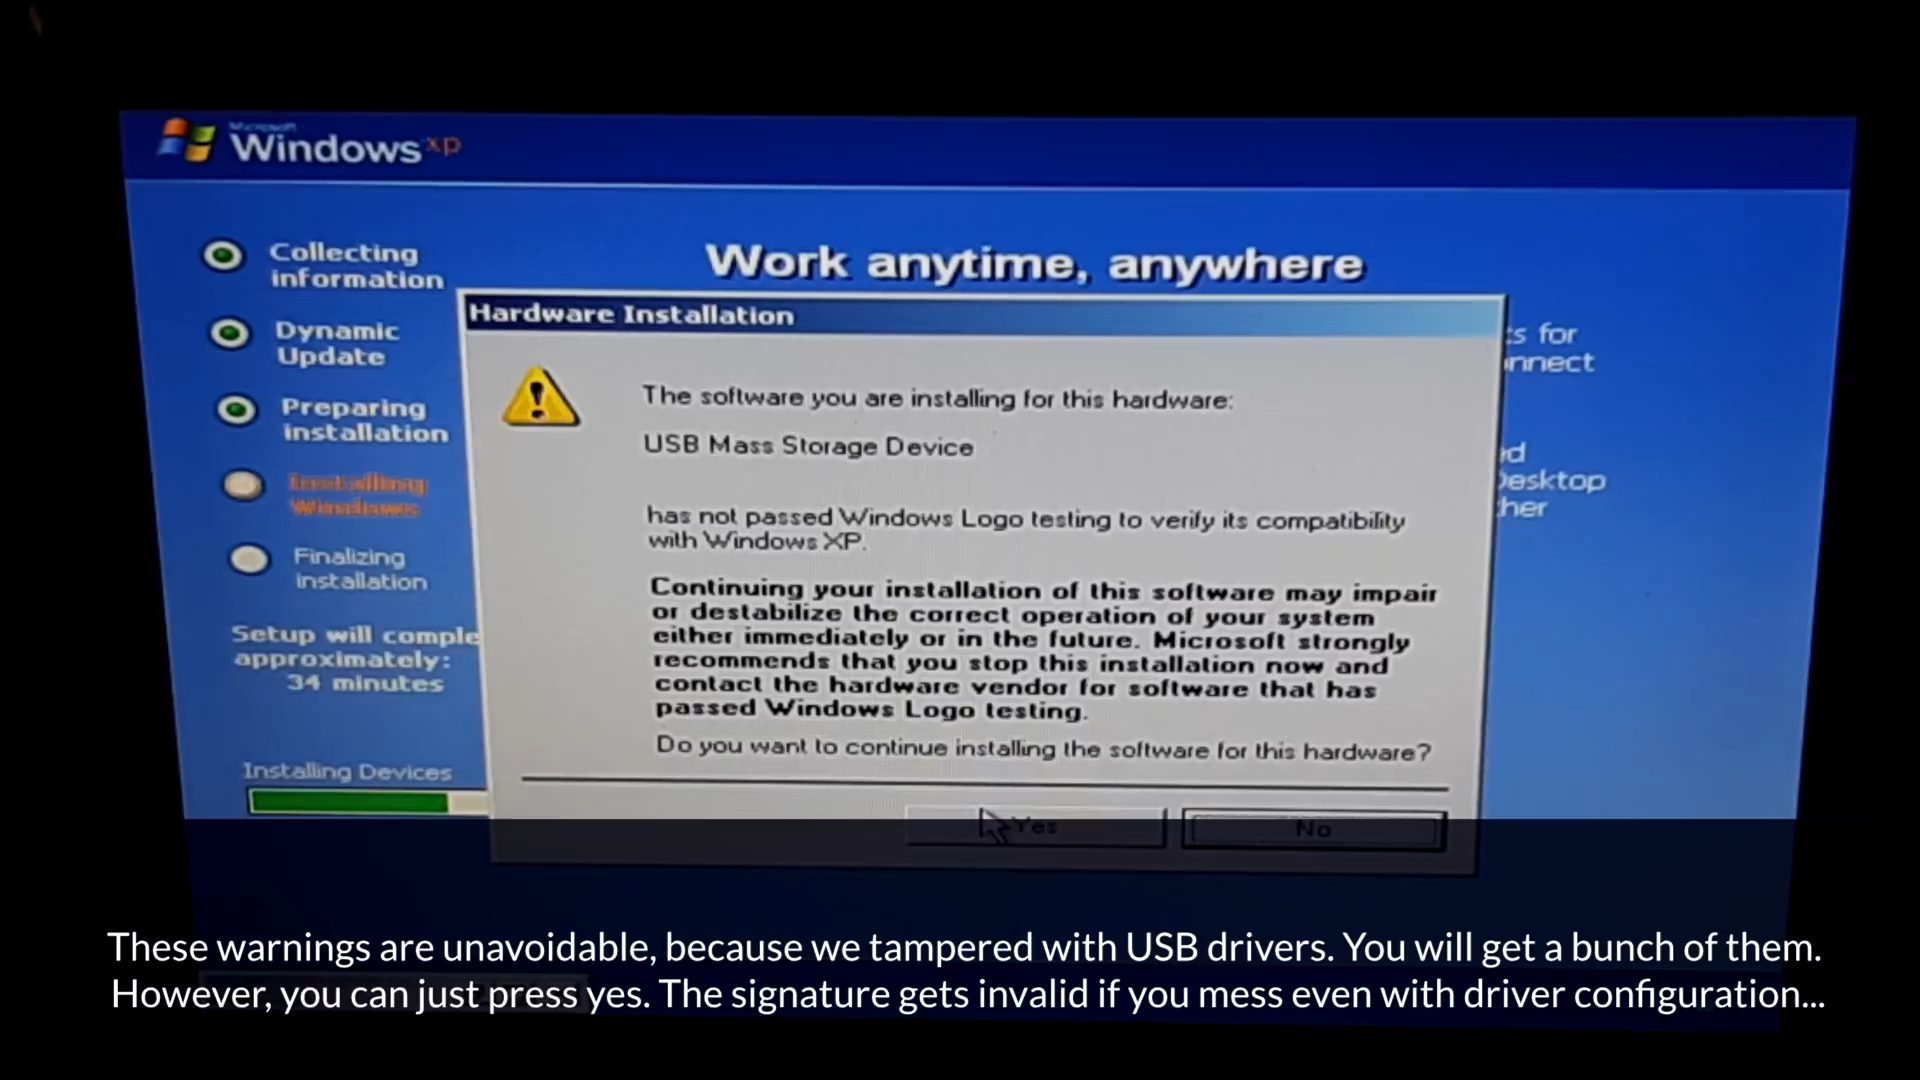 Microsoft
Windows xp
Collecting
information
Dynamic
Update
Preparing
installation
Installing
Windows
Finalizing
installation
Setup will comple
approximately:
34 minutes
Installing Devices
Work anytime, anywhere
ts for
nnect
ed
Desktop
ther
Hardware Installation
The software you are installing for this hardware:
USB Mass Storage Device
has not passed Windows Logo testing to verify its compatibility
with Windows XP.
Continuing your installation of this software may impair
or destabilize the correct operation of your system
either immediately or in the future. Microsoft strongly
recommends that you stop this installation now and
contact the hardware vendor for software that has
passed Windows Logo testing.
Do you want to continue installing the software for this hardware?
Yes
No
These warnings are unavoidable, because we tampered with USB drivers. You will get a bunch of them.
However, you can just press yes. The signature gets invalid if you mess even with driver configuration...